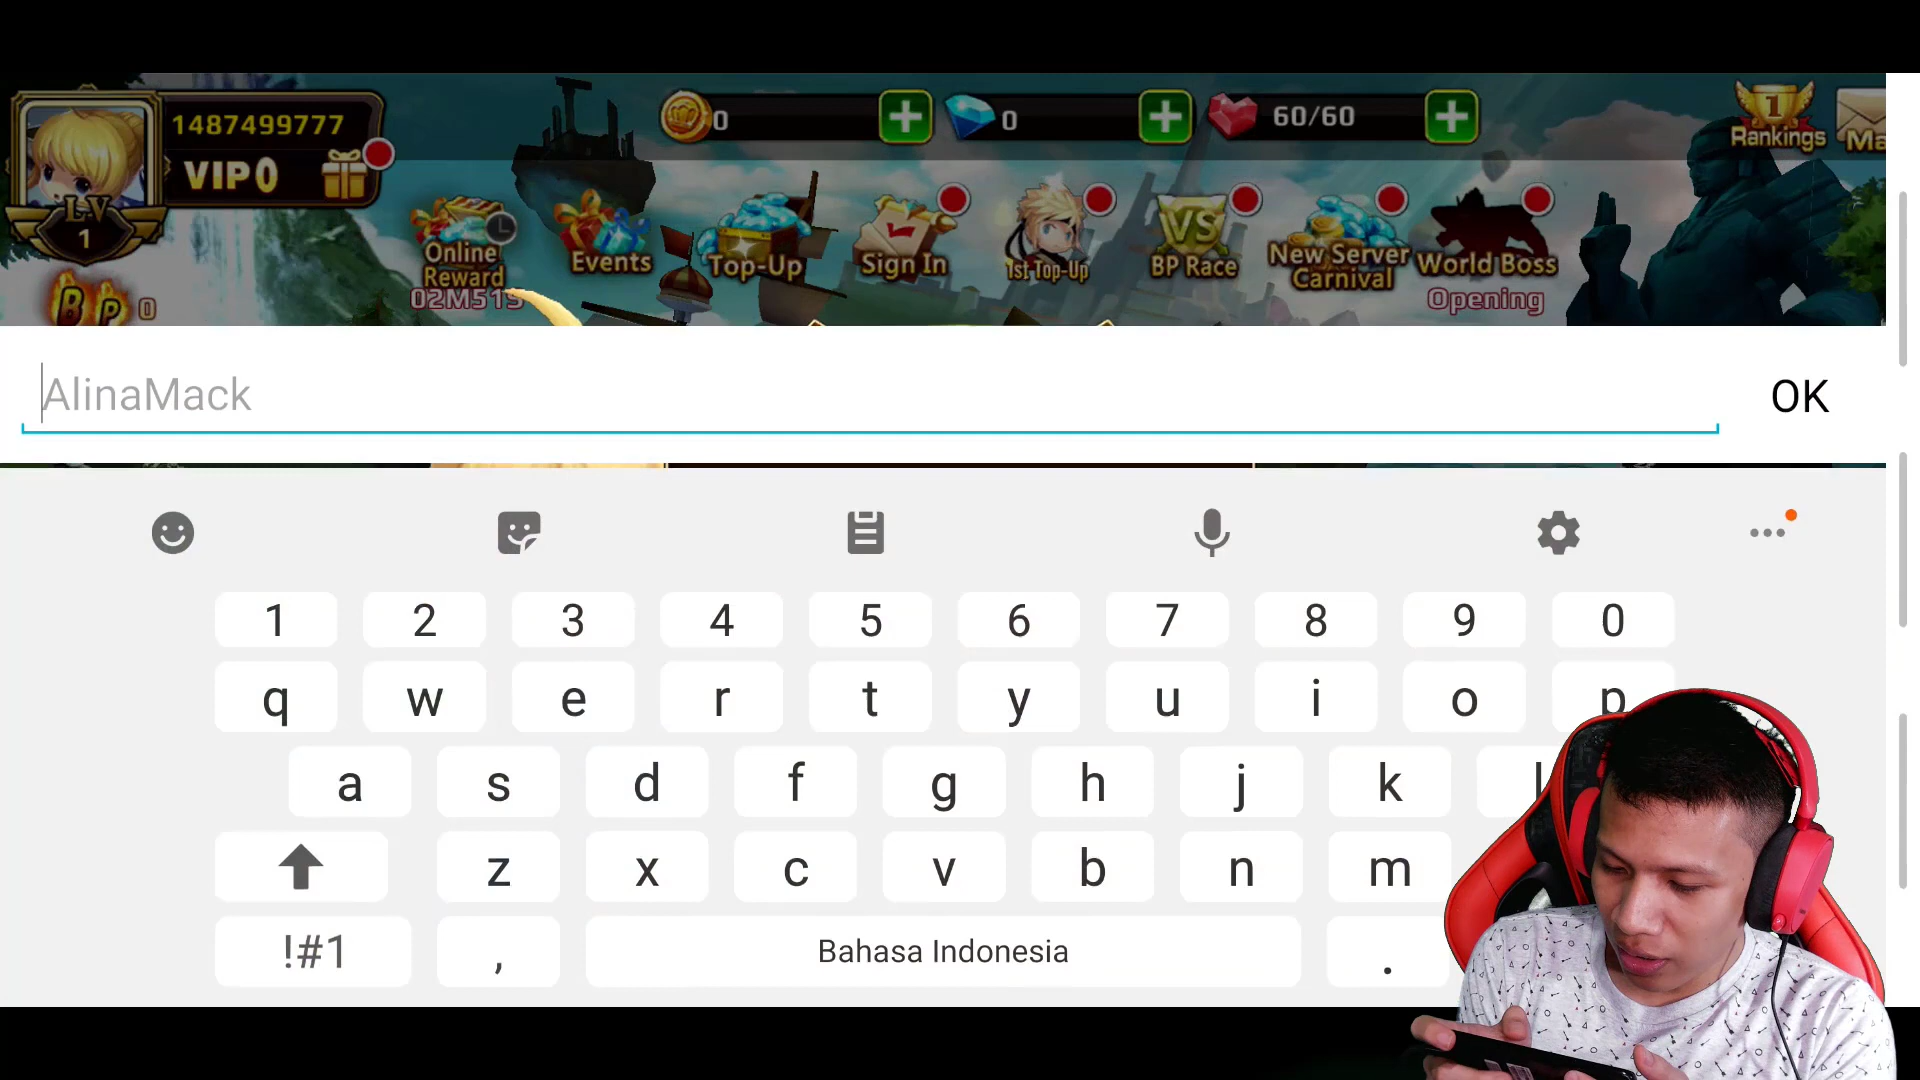 1487499777
VIP0
LV
1
BP 0
0
0
60/60
1
Rankings
Ma
Online
Reward
02M51S
Events
Top-Up
Sign In
1st Top-Up
VS
BP Race
New Server
Carnival
World Boss
Opening
AlinaMack
OK
1 2 3 4 5 6 7 8 9 0
q w e r t y u i o p
a s d f g h j k l
z x c v b n m
!#1 , Bahasa Indonesia .